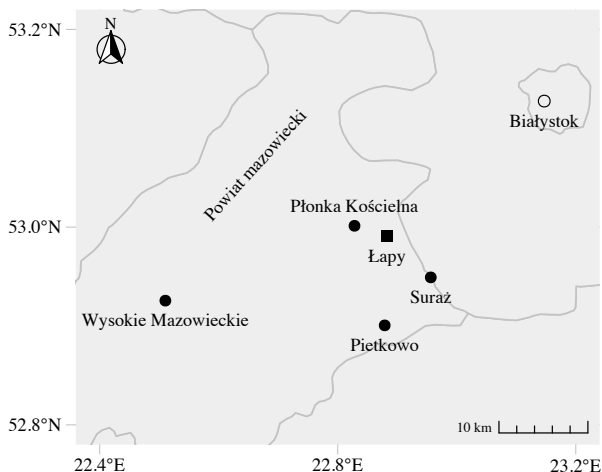 53.2°N
N
Białystok
Powiat mazowiecki
Płonka Kościelna
53.0°N
Łapy
Suraż
Wysokie Mazowieckie
Pietkowo
52.8°N
10 km
22.4°E
22.8°E
23.2°E